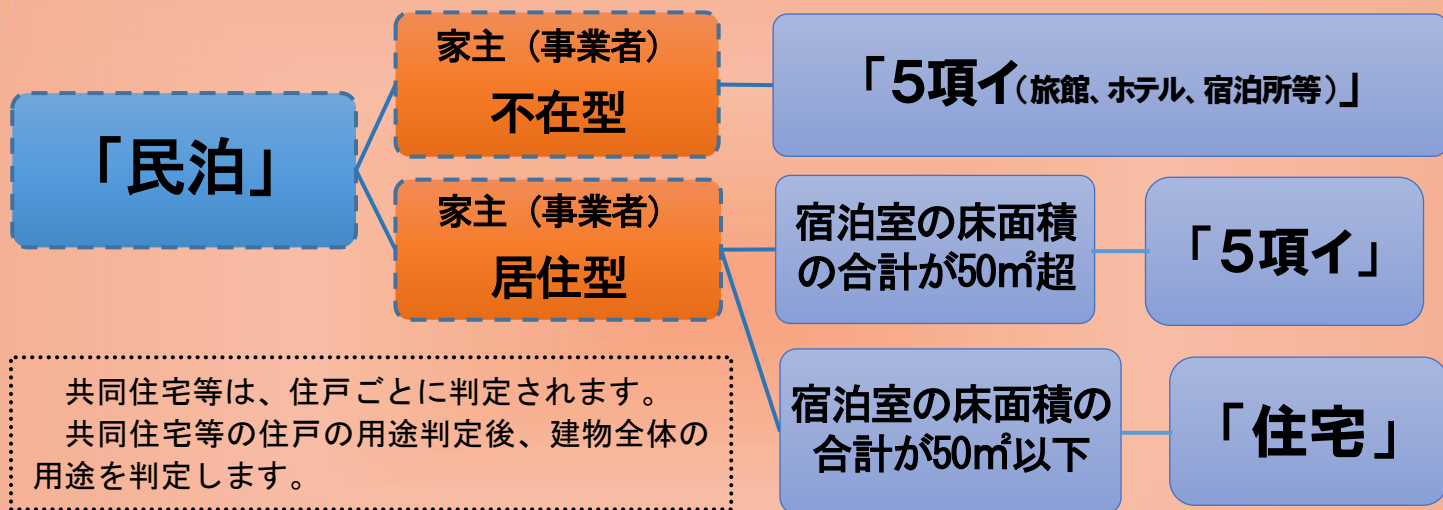 「民泊」
家主（事業者）
不在型
「5項イ(旅館、ホテル、宿泊所等)」
家主（事業者）
居住型
宿泊室の床面積
の合計が50㎡超
「5項イ」
宿泊室の床面積の
合計が50㎡以下
「住宅」
共同住宅等は、住戸ごとに判定されます。
共同住宅等の住戸の用途判定後、建物全体の
用途を判定します。